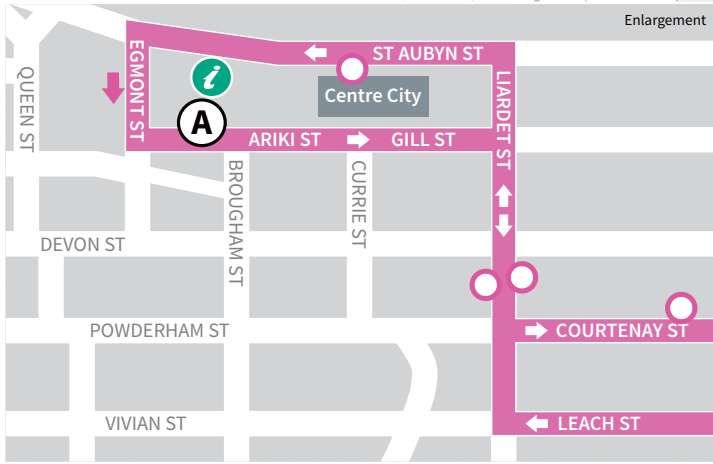 Enlargement
ST AUBYN ST
EGMONT ST
QUEEN ST
i
Centre City
LIARDET ST
A
ARIKI ST
GILL ST
BROUGHAM ST
CURRIE ST
DEVON ST
POWDERHAM ST
COURTENAY ST
VIVIAN ST
LEACH ST